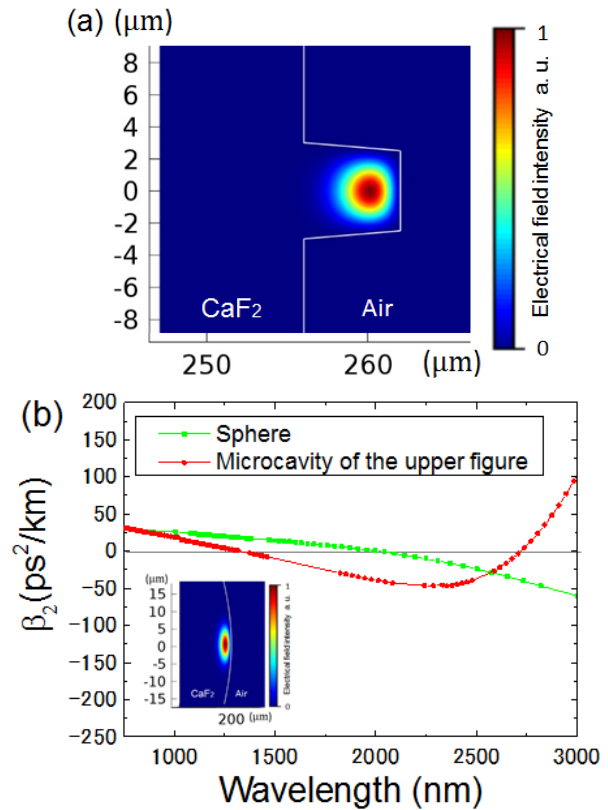 (a) (μm)
8
6
4
2
0
-2
-4
-6
-8
CaF2
Air
250
260
(μm)
1
0
Electrical field intensity a. u.
(b)
200
150
100
50
0
−50
−100
−150
−200
−250
β2(ps2/km)
Sphere
Microcavity of the upper figure
(μm)
15
10
5
0
-5
-10
-15
CaF2
Air
200
(μm)
1
0
Electrical field intensity a. u.
1000
1500
2000
2500
3000
Wavelength (nm)